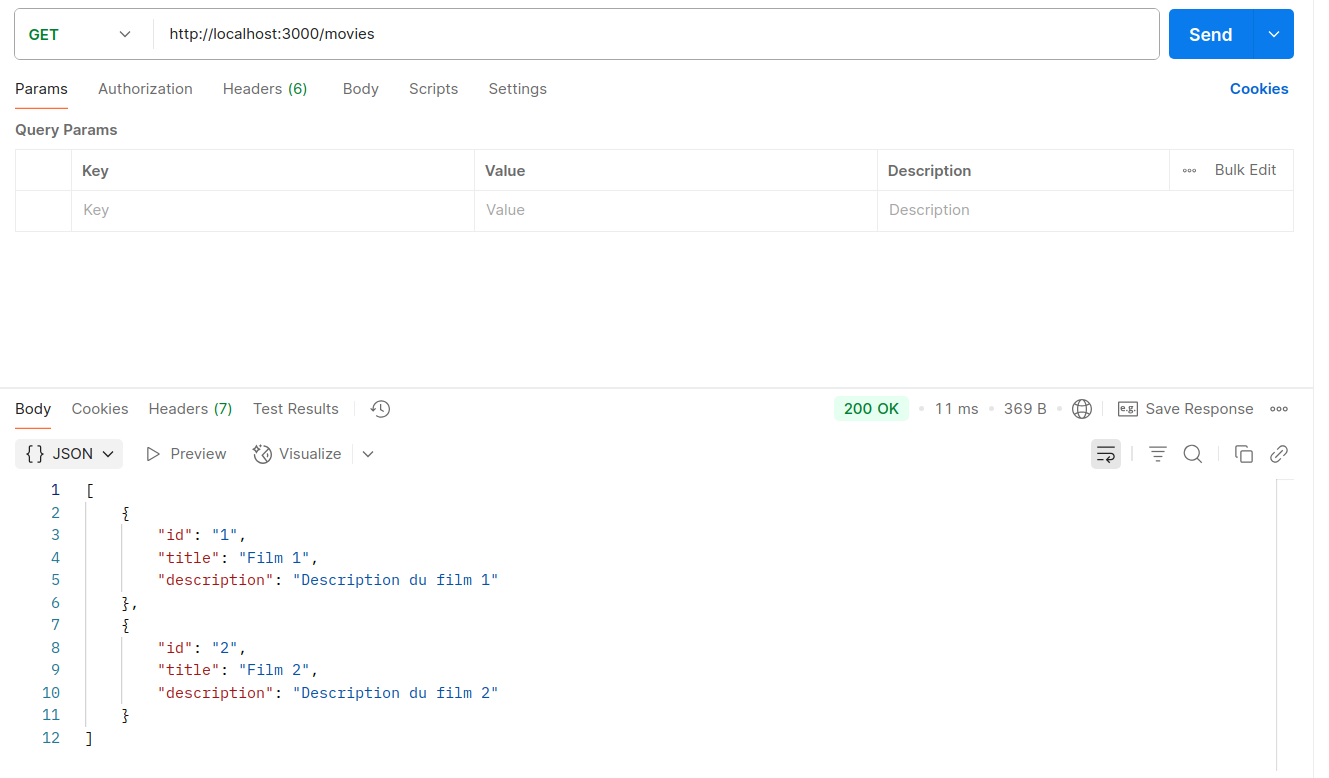 GET http://localhost:3000/movies Send
Params Authorization Headers (6) Body Scripts Settings Cookies
Query Params
Key Value Description Bulk Edit
Key Value Description
Body Cookies Headers (7) Test Results 200 OK 11 ms 369 B e.g. Save Response
{} JSON Preview Visualize
1 [
2 {
3 "id": "1",
4 "title": "Film 1",
5 "description": "Description du film 1"
6 },
7 {
8 "id": "2",
9 "title": "Film 2",
10 "description": "Description du film 2"
11 }
12 ]